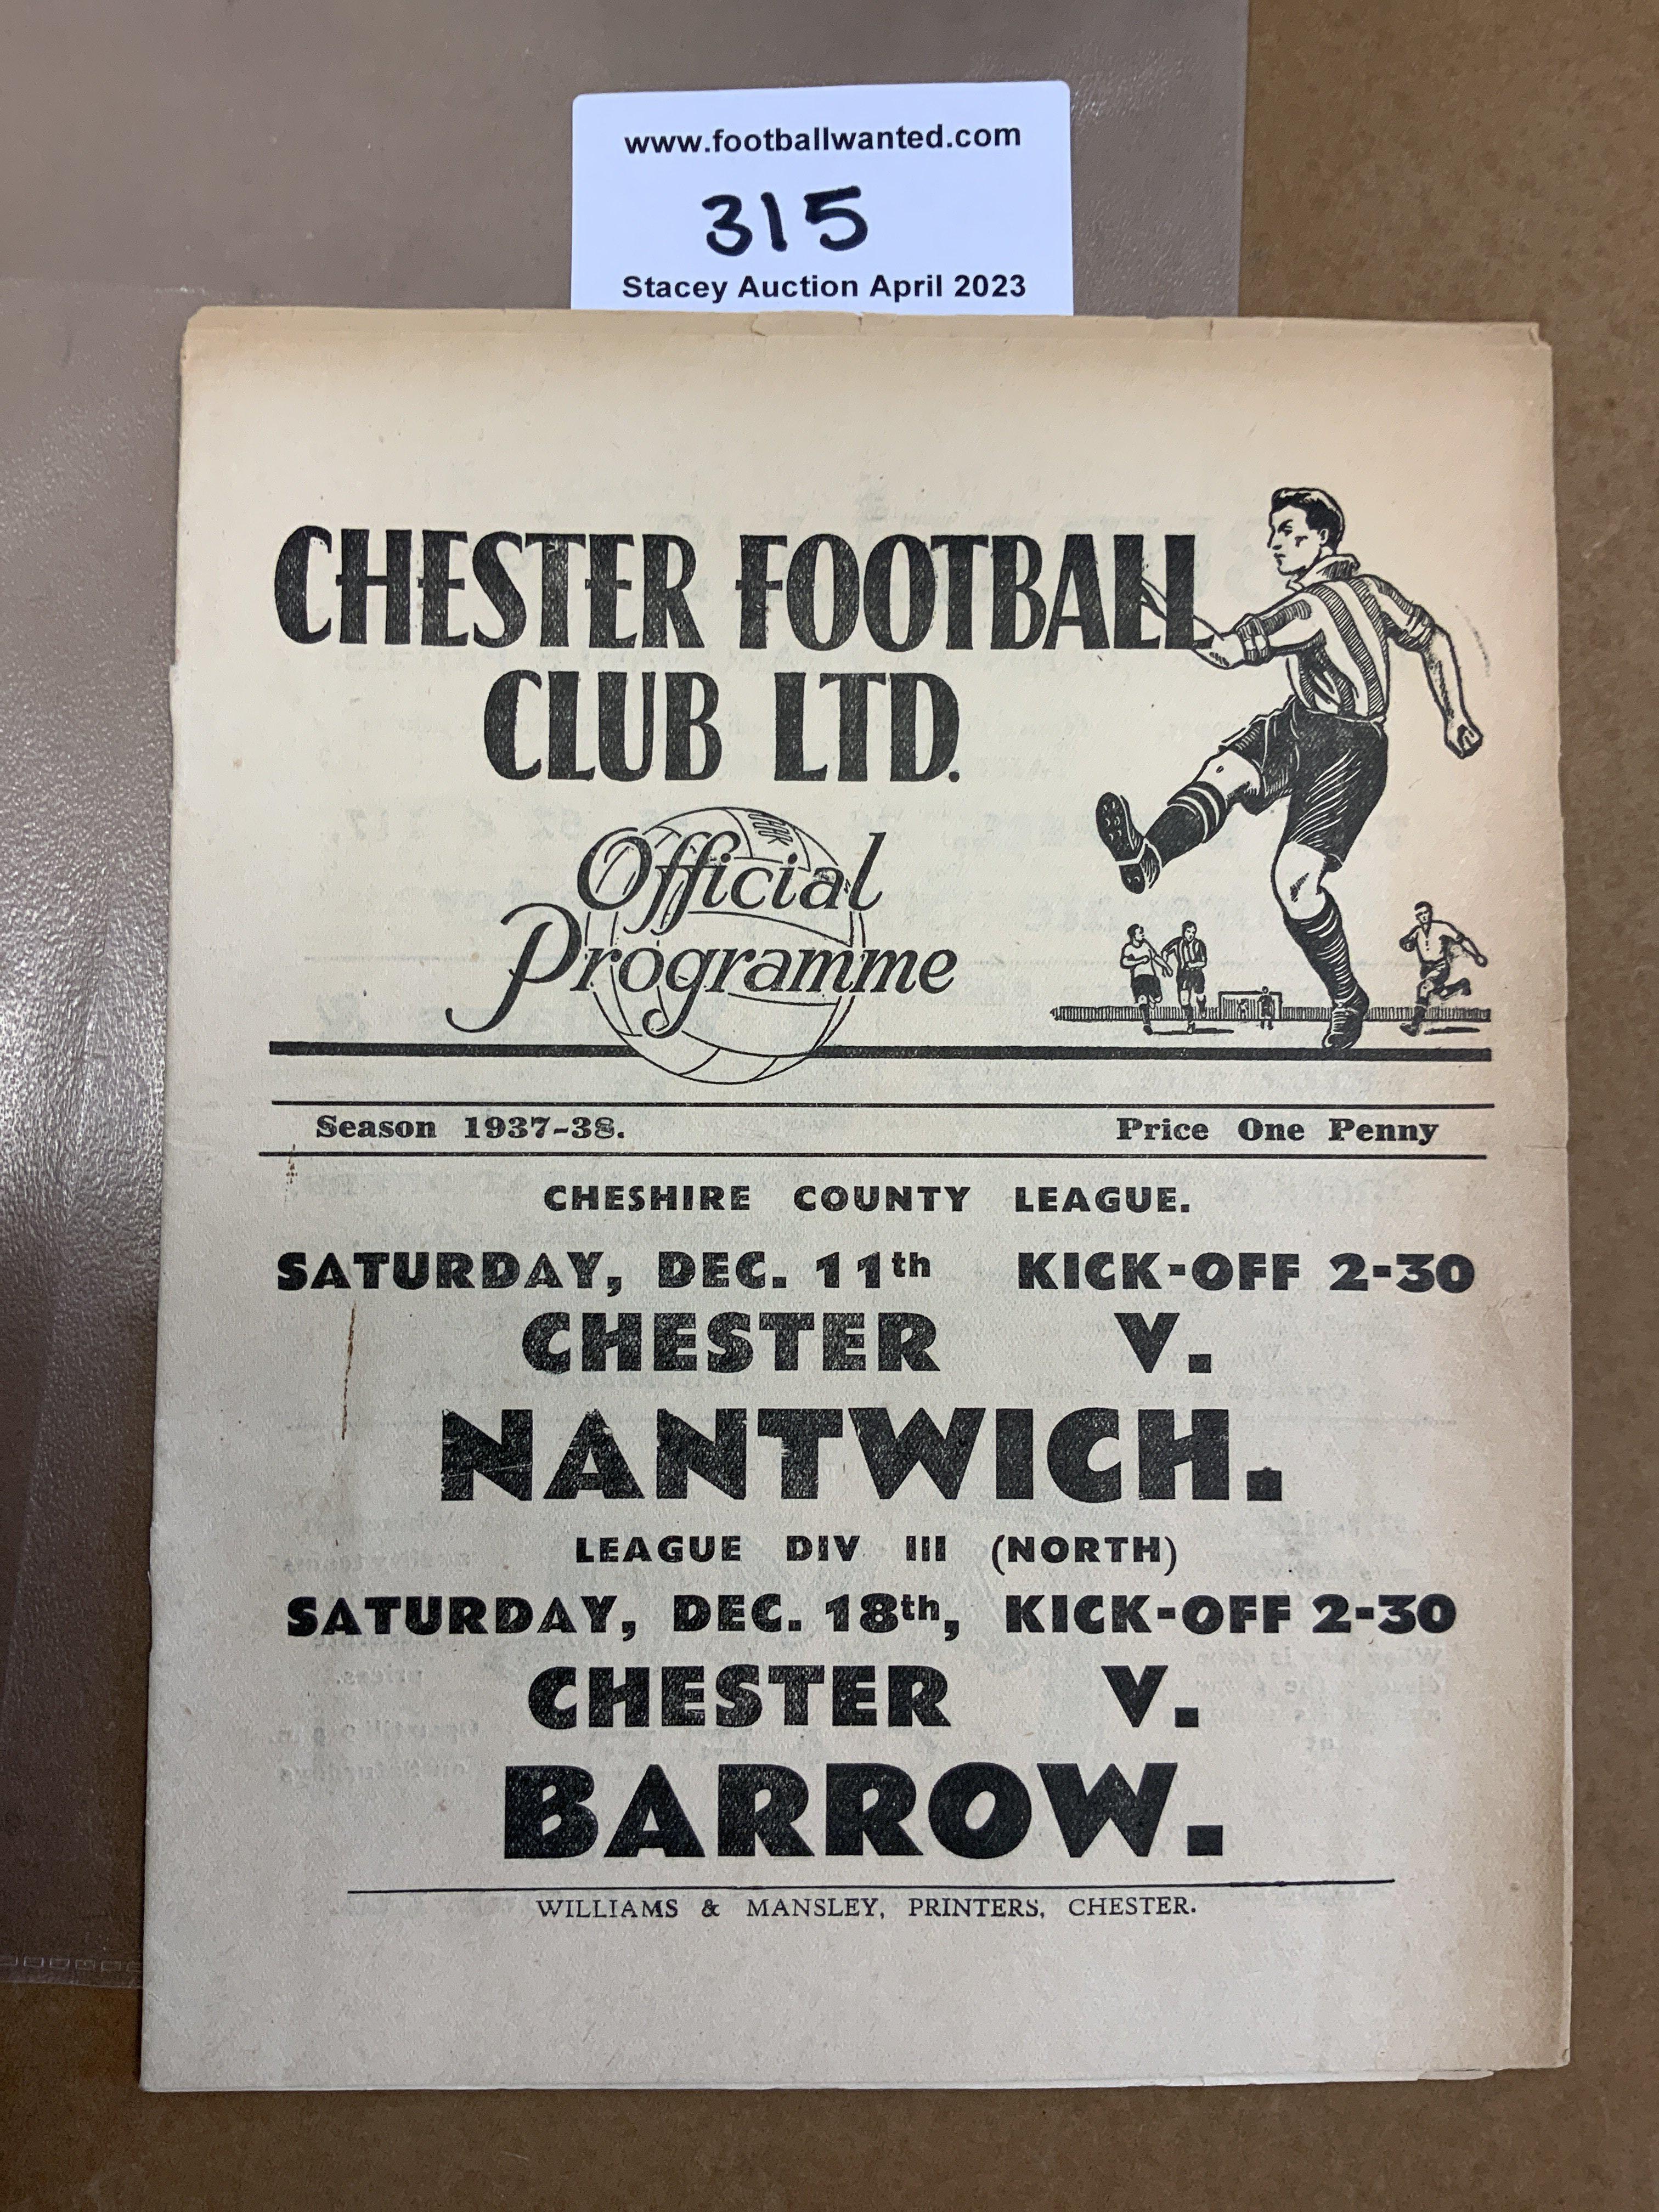 www.footballwanted.com
315
Stacey Auction April 2023
CHESTER FOOTBALL
CLUB LTD.
Official
Programme
Season 1937-38. Price One Penny
CHESHIRE COUNTY LEAGUE.
SATURDAY, DEC. 11th KICK-OFF 2-30
CHESTER V.
NANTWICH.
LEAGUE DIV III (NORTH)
SATURDAY, DEC. 18th, KICK-OFF 2-30
CHESTER V.
BARROW.
WILLIAMS & MANSLEY, PRINTERS, CHESTER.